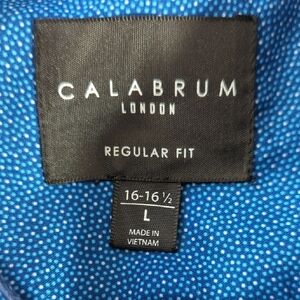 CALABRUM
LONDON
REGULAR FIT
16-16 ½
L
MADE IN
VIETNAM